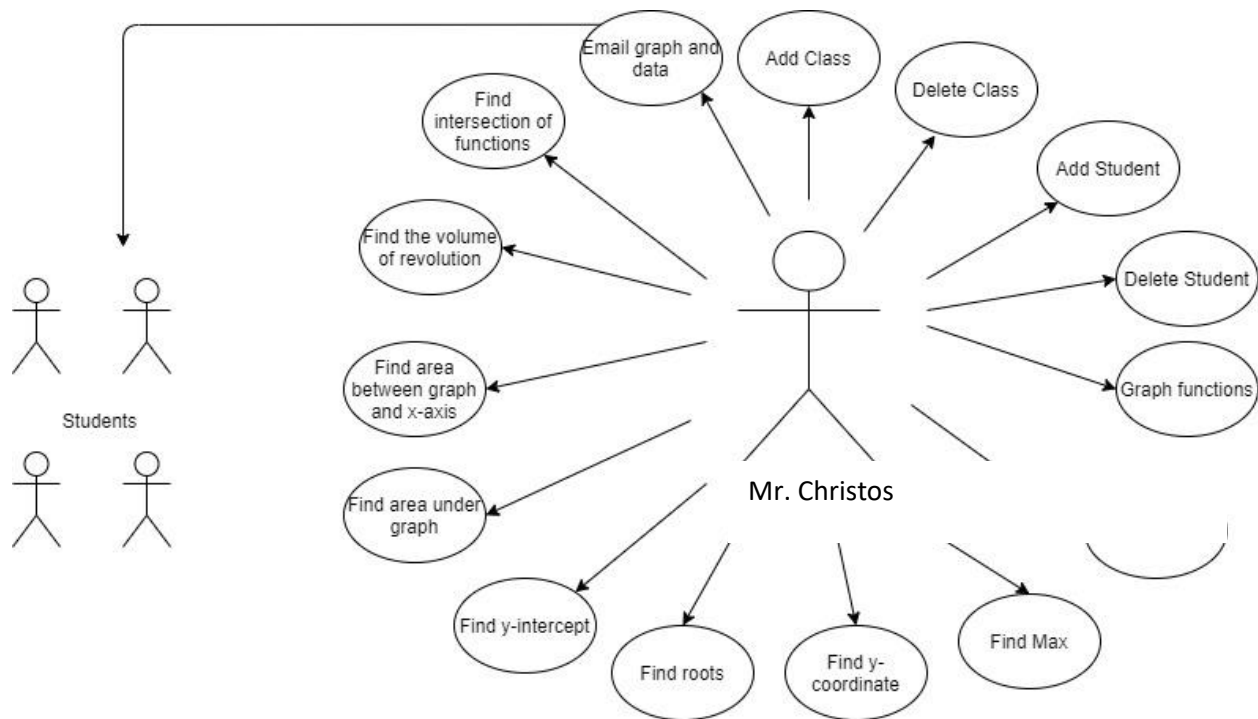 Email graph and
data
Add Class
Delete Class
Find
intersection of
functions
Add Student
Find the volume
of revolution
Delete Student
Find area
between graph
and x-axis
Graph functions
Students
Mr. Christos
Find area under
graph
Find y-intercept
Find roots
Find y-
coordinate
Find Max